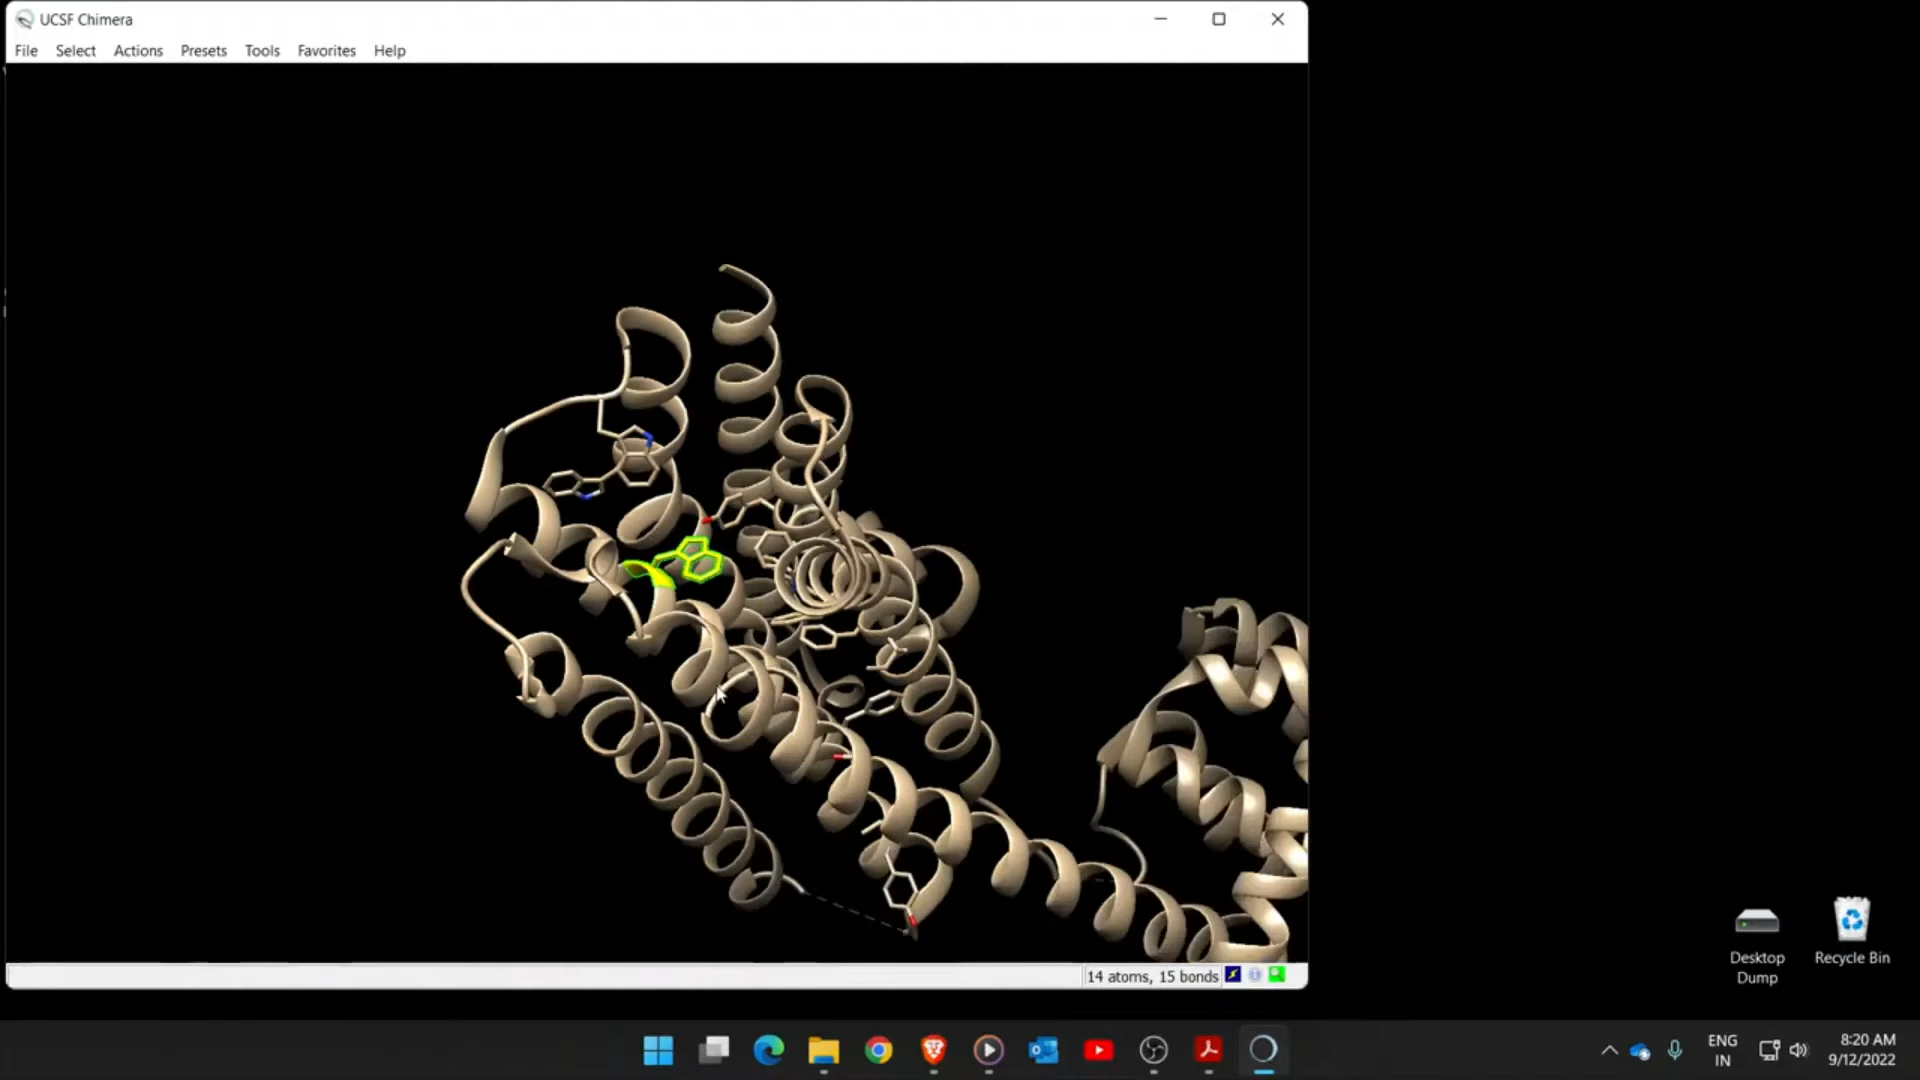 UCSF Chimera
File Select Actions Presets Tools Favorites Help
14 atoms, 15 bonds
Desktop Dump
Recycle Bin
ENG
IN
8:20 AM
9/12/2022